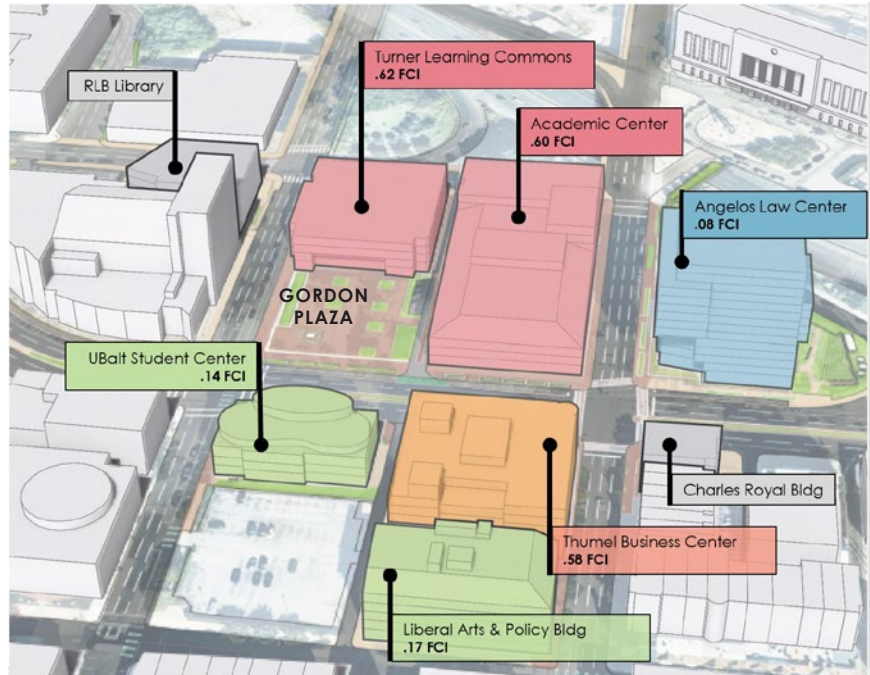 Turner Learning Commons
.62 FCI
RLB Library
Academic Center
.60 FCI
Angelos Law Center
.08 FCI
GORDON
PLAZA
UBalt Student Center
.14 FCI
Charles Royal Bldg
Thumel Business Center
.58 FCI
Liberal Arts & Policy Bldg
.17 FCI